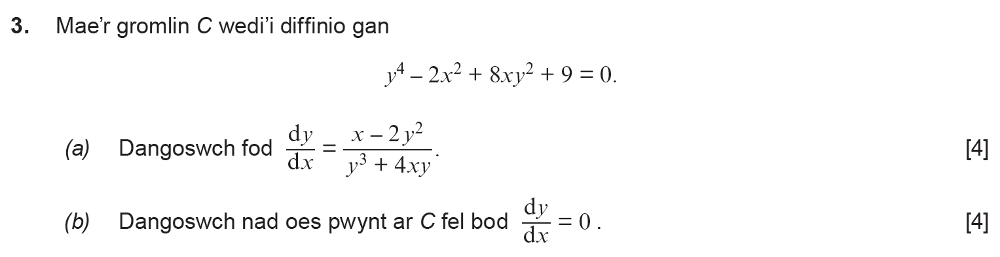 3. Mae'r gromlin C wedi'i diffinio gan
y⁴ – 2x² + 8xy² + 9 = 0.
(a) Dangoswch fod dy/dx = (x – 2y²)/(y³ + 4xy). [4]
(b) Dangoswch nad oes pwynt ar C fel bod dy/dx = 0 . [4]